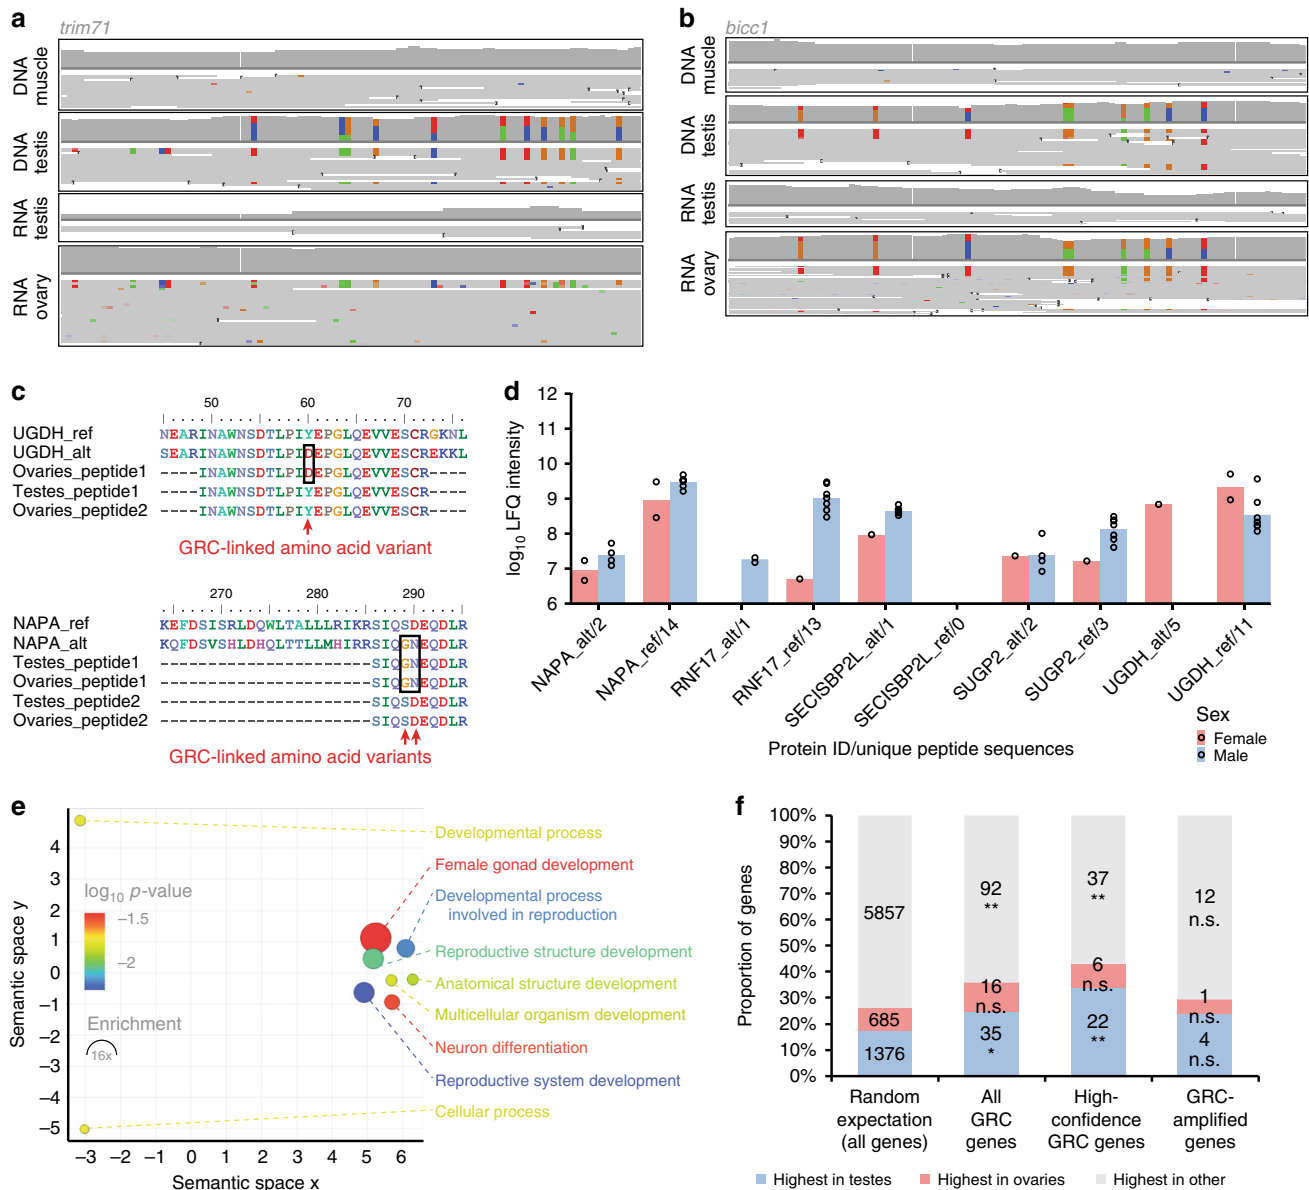 a
trim71
DNA
muscle
DNA
testis
RNA
testis
RNA
ovary
b
bicc1
DNA
muscle
DNA
testis
RNA
testis
RNA
ovary
c
50 60 70
UGDH_ref NEARINAWNSDTLPIYEPGLQEVVESCRGKNL
UGDH_alt SEARINAWNSDTLPIDEPGLQEVVESCREKKL
Ovaries_peptide1 ----INAWNSDTLPIDEPGLQEVVESCR----
Testes_peptide1 ----INAWNSDTLPIYEPGLQEVVESCR----
Ovaries_peptide2 ----INAWNSDTLPIYEPGLQEVVESCR----
GRC-linked amino acid variant
270 280 290
NAPA_ref KEFDSISRLDQWLTALLLRIKRSIQSDEQDLR
NAPA_alt KQFDSVSHLDHQLTTLLMHIRRSIQGNEQDLR
Testes_peptide1 ----------------------SIQGNEQDLR
Ovaries_peptide1 ----------------------SIQGNEQDLR
Testes_peptide2 ----------------------SIQSDEQDLR
Ovaries_peptide2 ----------------------SIQSDEQDLR
GRC-linked amino acid variants
d
log10 LFQ intensity
12
11
10
9
8
7
6
NAPA_alt/2
NAPA_ref/14
RNF17_alt/1
RNF17_ref/13
SECISBP2L_alt/1
SECISBP2L_ref/0
SUGP2_alt/2
SUGP2_ref/3
UGDH_alt/5
UGDH_ref/11
Protein ID/unique peptide sequences
Sex
Female
Male
e
Semantic space y
4
3
2
1
0
−1
−2
−3
−4
−5
log10 p-value
−1.5
−2
Enrichment
16x
Developmental process
Female gonad development
Developmental process
involved in reproduction
Reproductive structure development
Anatomical structure development
Multicellular organism development
Neuron differentiation
Reproductive system development
Cellular process
−3 −2 −1 0 1 2 3 4 5 6
Semantic space x
f
Proportion of genes
100%
90%
80%
70%
60%
50%
40%
30%
20%
10%
0%
5857
685
1376
92
**
16
n.s.
35
*
37
**
6
n.s.
22
**
12
n.s.
1
n.s.
4
n.s.
Random
expectation
(all genes)
All
GRC
genes
High-
confidence
GRC genes
GRC-
amplified
genes
Highest in testes Highest in ovaries Highest in other